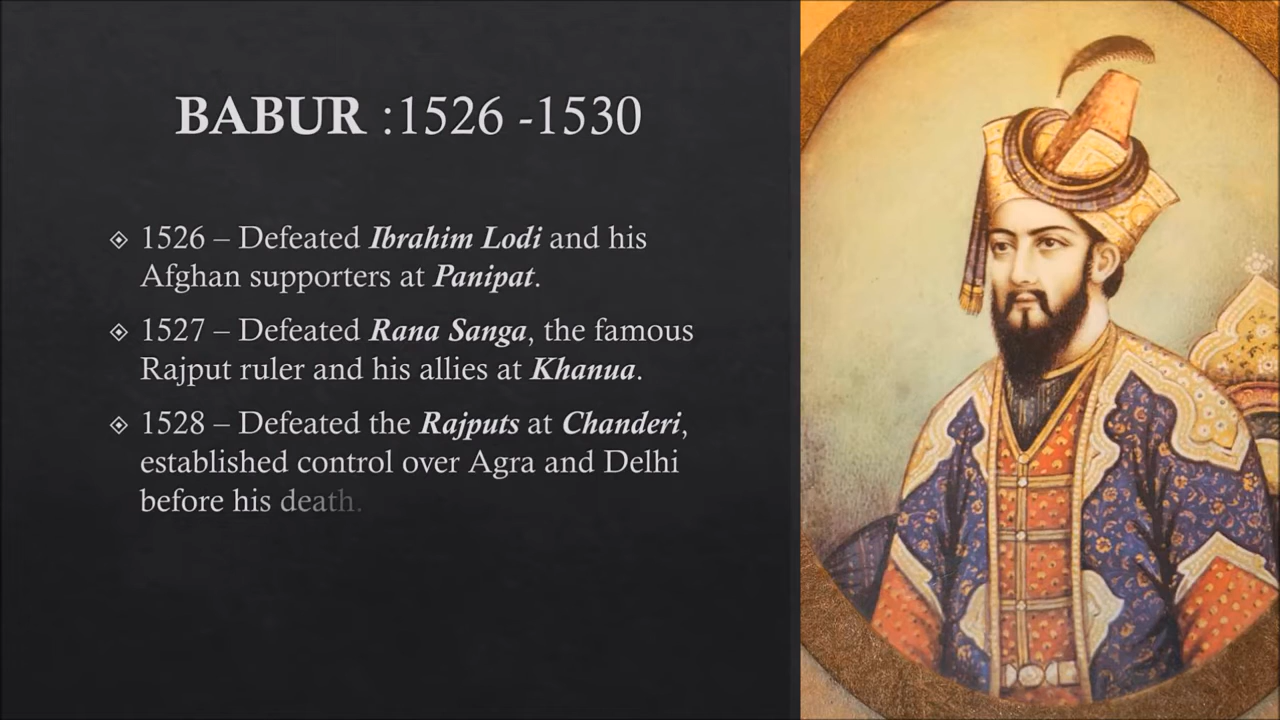 BABUR :1526 -1530
1526 – Defeated Ibrahim Lodi and his
Afghan supporters at Panipat.
1527 – Defeated Rana Sanga, the famous
Rajput ruler and his allies at Khanua.
1528 – Defeated the Rajputs at Chanderi,
established control over Agra and Delhi
before his death.